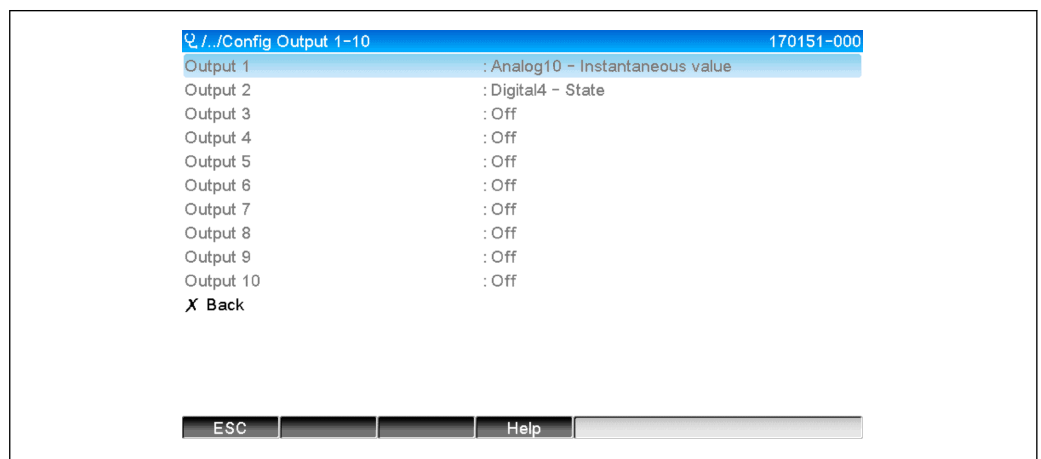 /../Config Output 1-10 170151-000
Output 1 : Analog10 - Instantaneous value
Output 2 : Digital4 - State
Output 3 : Off
Output 4 : Off
Output 5 : Off
Output 6 : Off
Output 7 : Off
Output 8 : Off
Output 9 : Off
Output 10 : Off
X Back
ESC Help